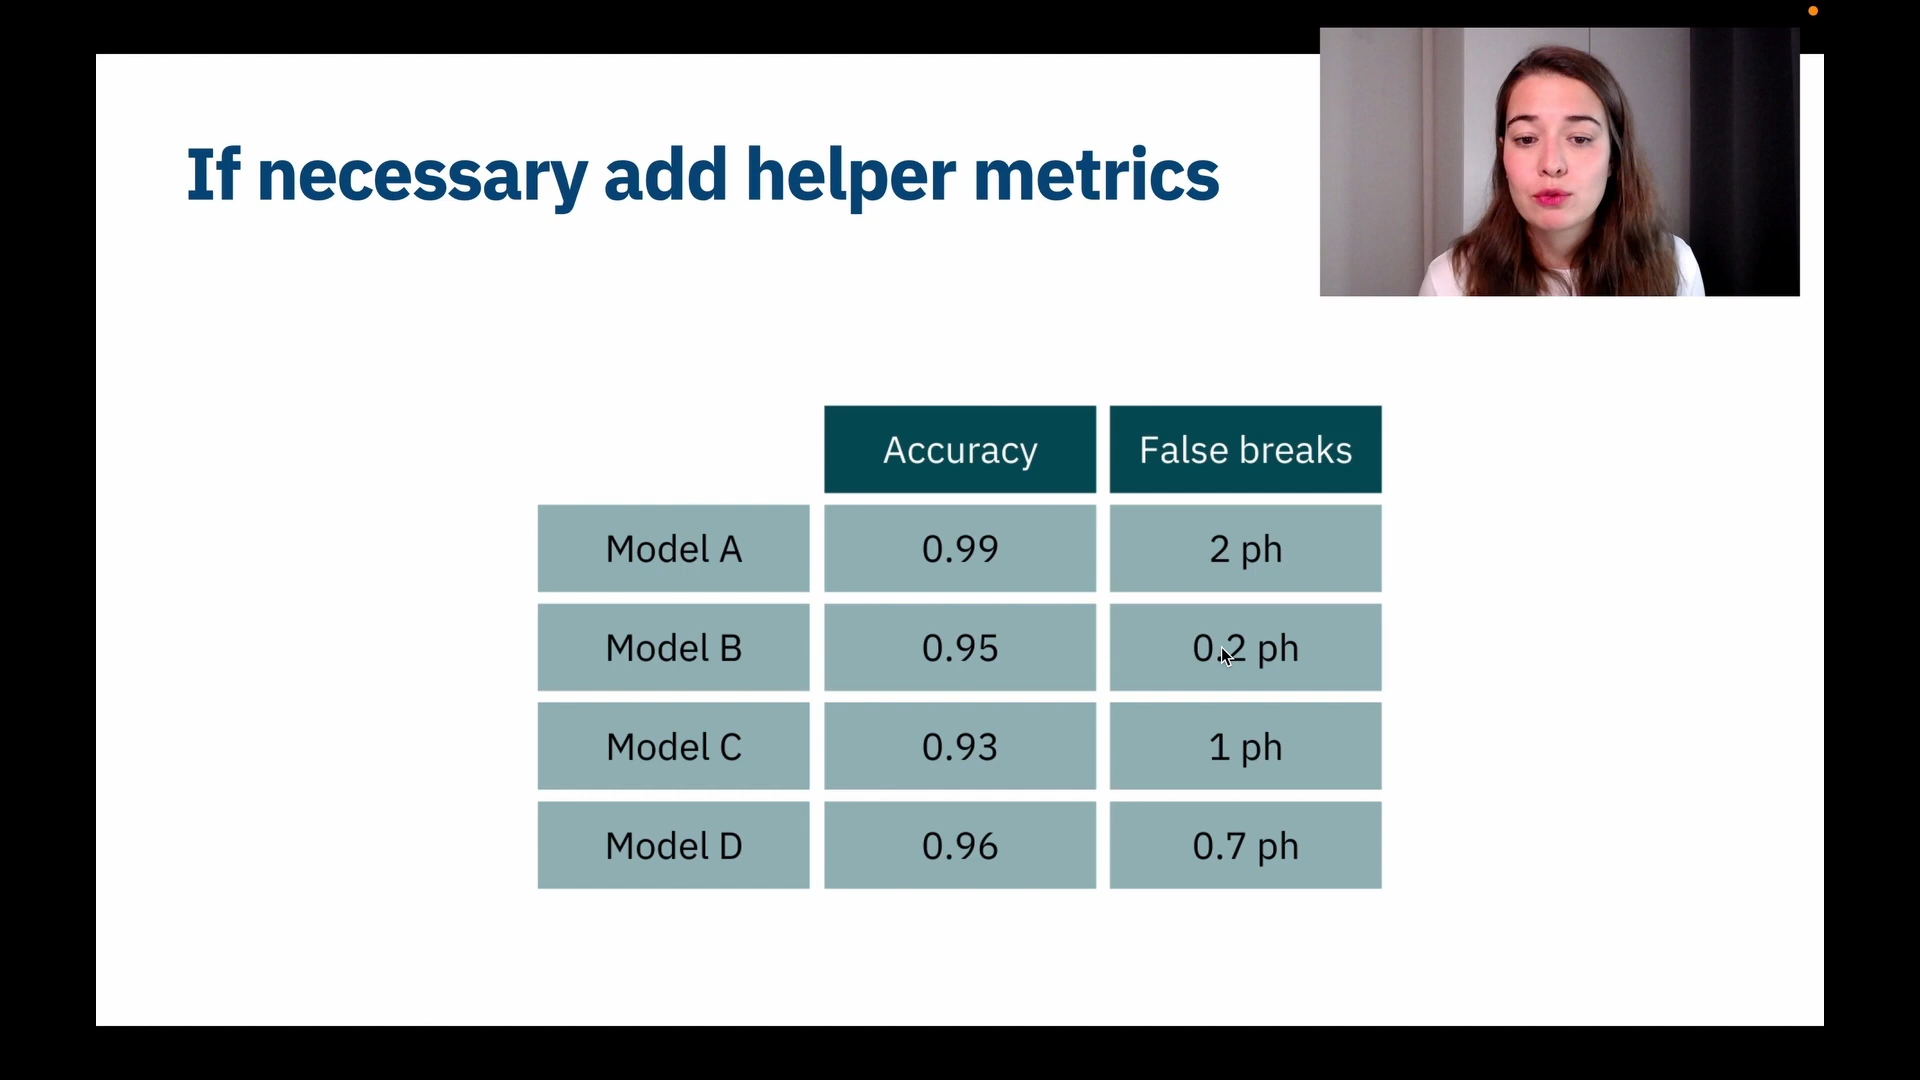 If necessary add helper metrics
Accuracy False breaks
Model A 0.99 2 ph
Model B 0.95 0.2 ph
Model C 0.93 1 ph
Model D 0.96 0.7 ph